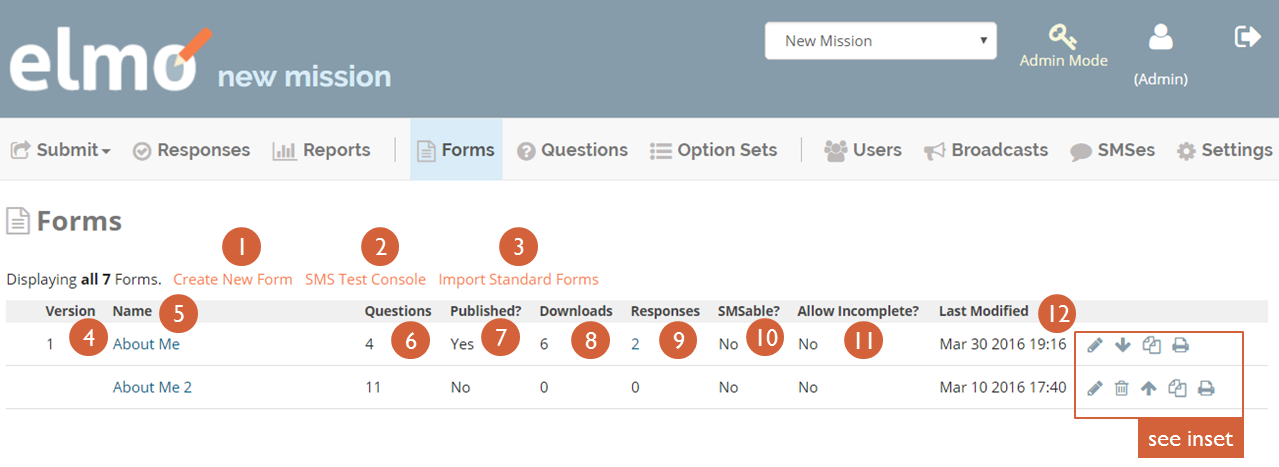 elmo new mission
New Mission
Admin Mode
(Admin)
Submit Responses Reports Forms Questions Option Sets Users Broadcasts SMSes Settings
Forms
1 2 3
Displaying all 7 Forms. Create New Form SMS Test Console Import Standard Forms
Version Name Questions Published? Downloads Responses SMSable? Allow Incomplete? Last Modified
4 5 6 7 8 9 10 11 12
1 About Me 4 Yes 6 2 No No Mar 30 2016 19:16
About Me 2 11 No 0 0 No No Mar 10 2016 17:40
see inset